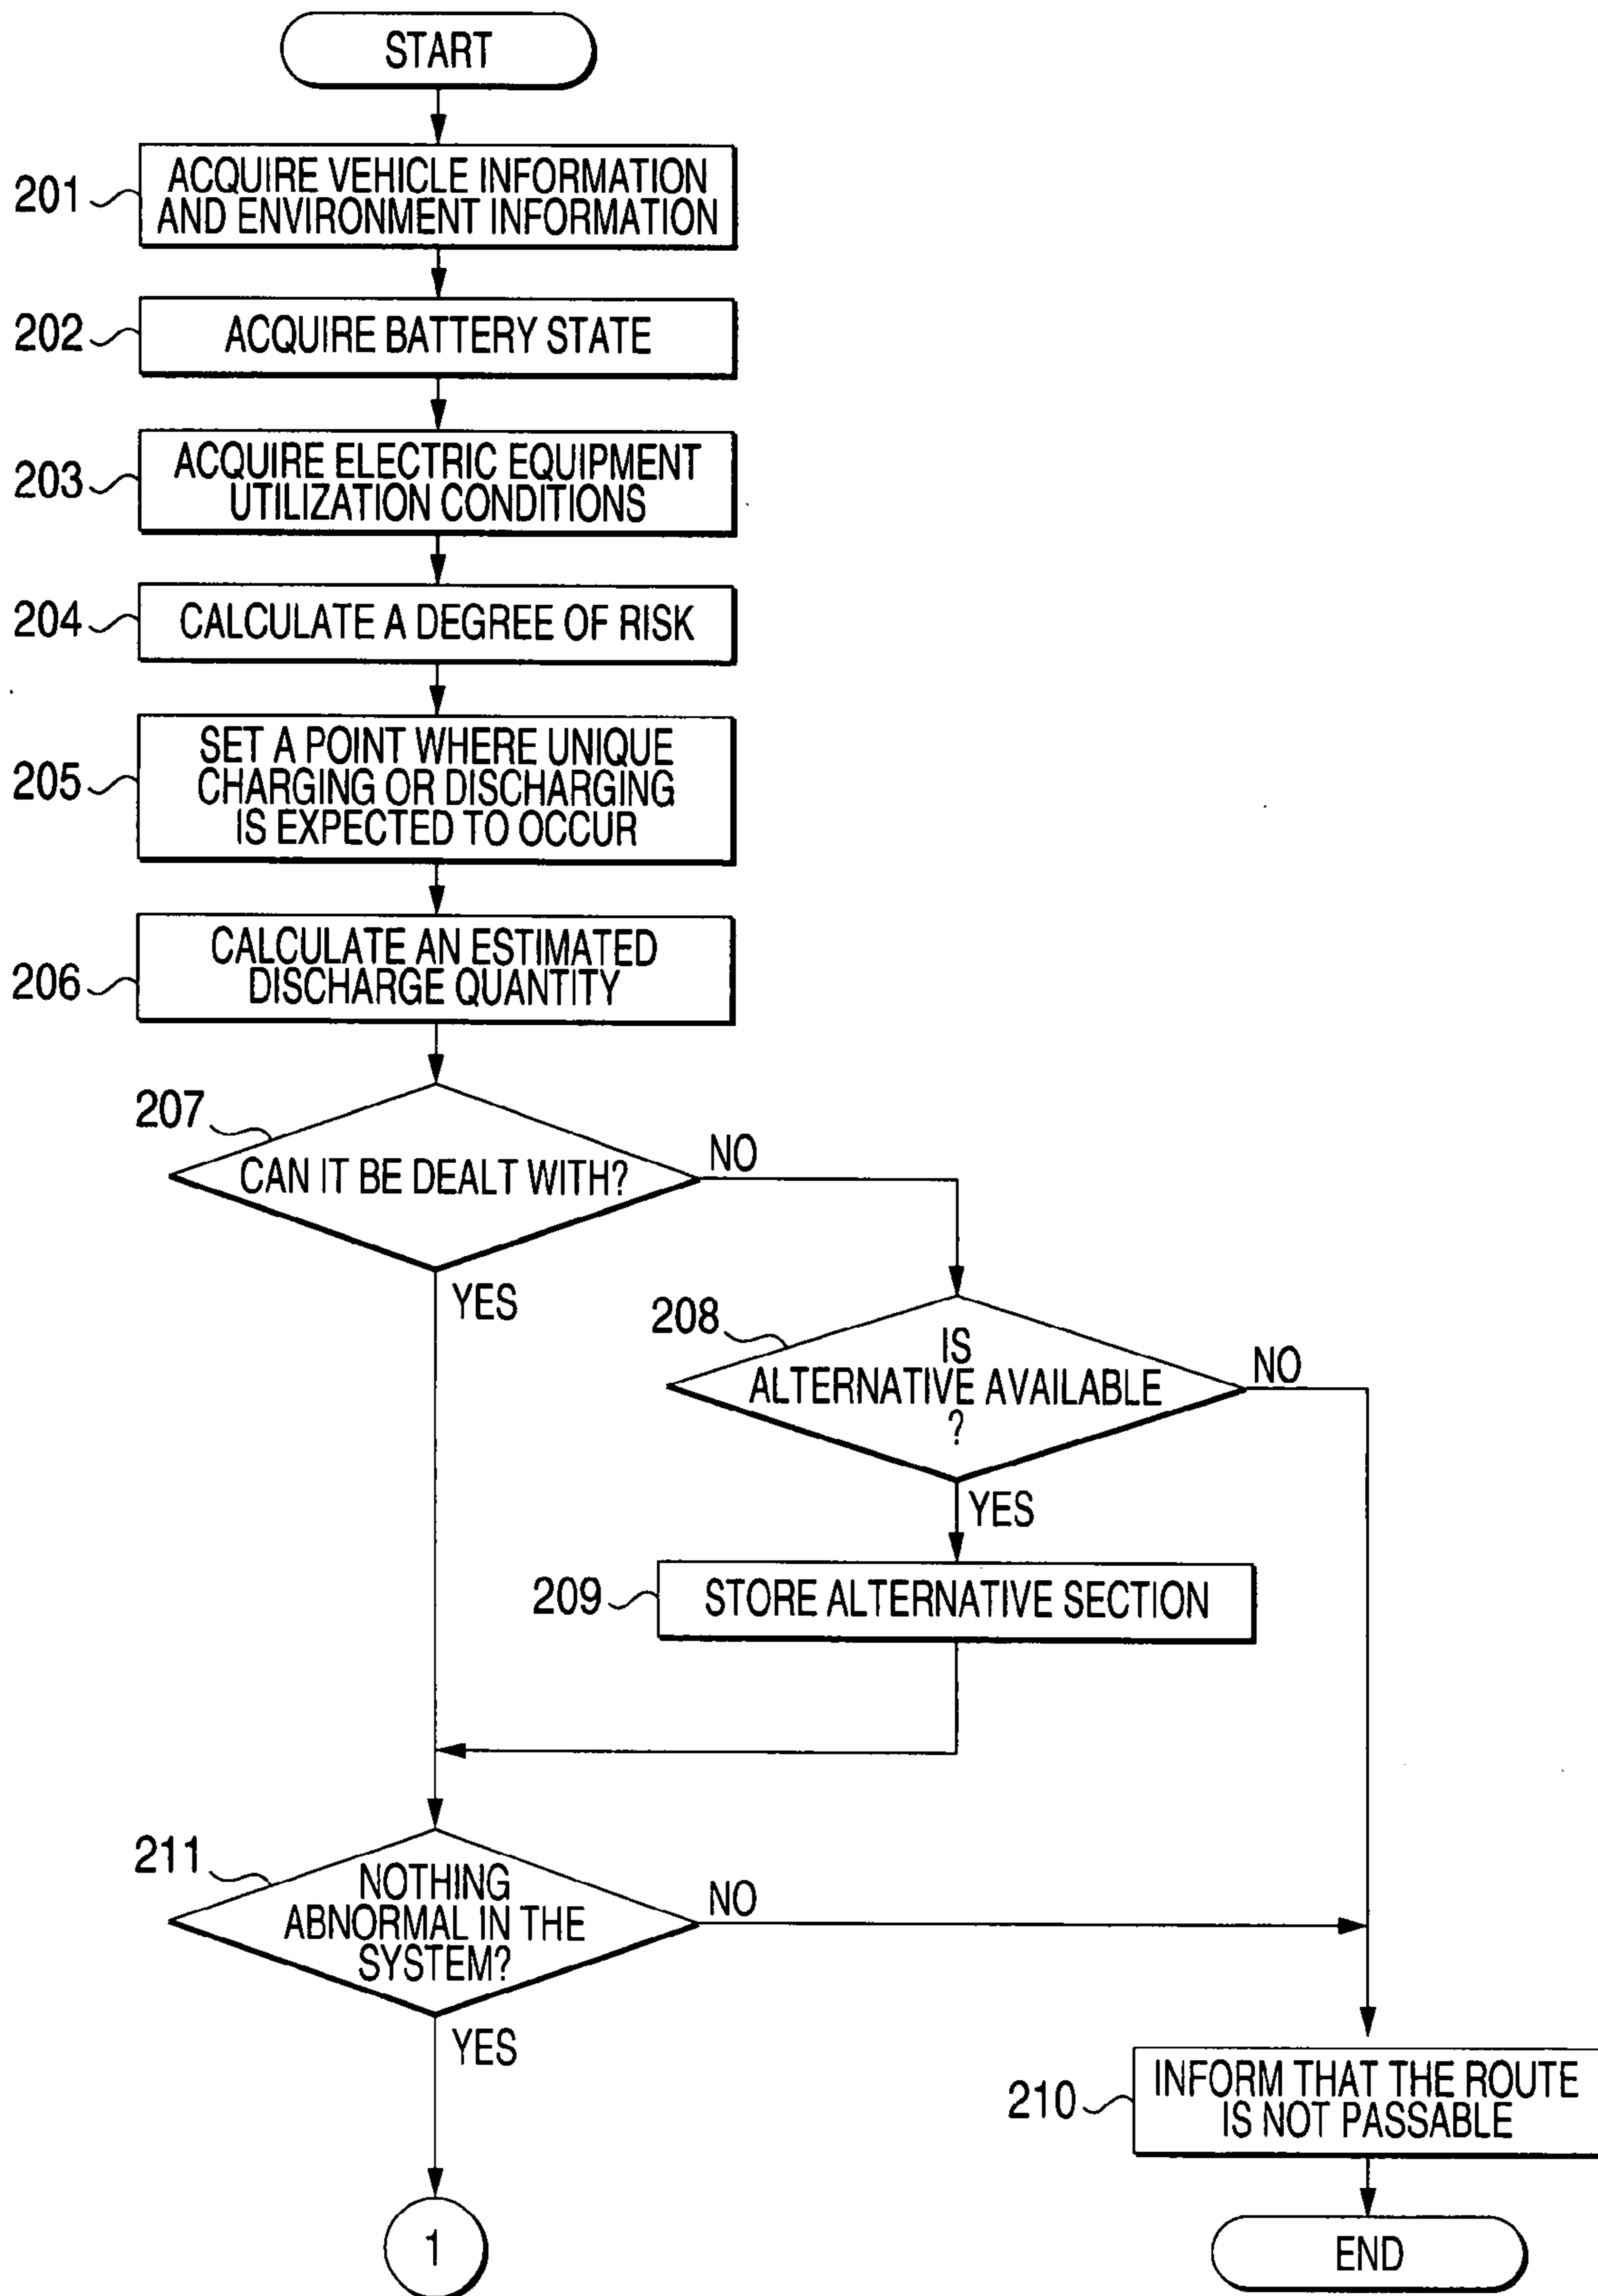 START
201
ACQUIRE VEHICLE INFORMATION
AND ENVIRONMENT INFORMATION
202
ACQUIRE BATTERY STATE
203
ACQUIRE ELECTRIC EQUIPMENT
UTILIZATION CONDITIONS
204
CALCULATE A DEGREE OF RISK
205
SET A POINT WHERE UNIQUE
CHARGING OR DISCHARGING
IS EXPECTED TO OCCUR
206
CALCULATE AN ESTIMATED
DISCHARGE QUANTITY
207
CAN IT BE DEALT WITH?
NO
YES
208
IS
ALTERNATIVE AVAILABLE
?
NO
YES
209
STORE ALTERNATIVE SECTION
211
NOTHING
ABNORMAL IN THE
SYSTEM?
NO
YES
210
INFORM THAT THE ROUTE
IS NOT PASSABLE
1
END